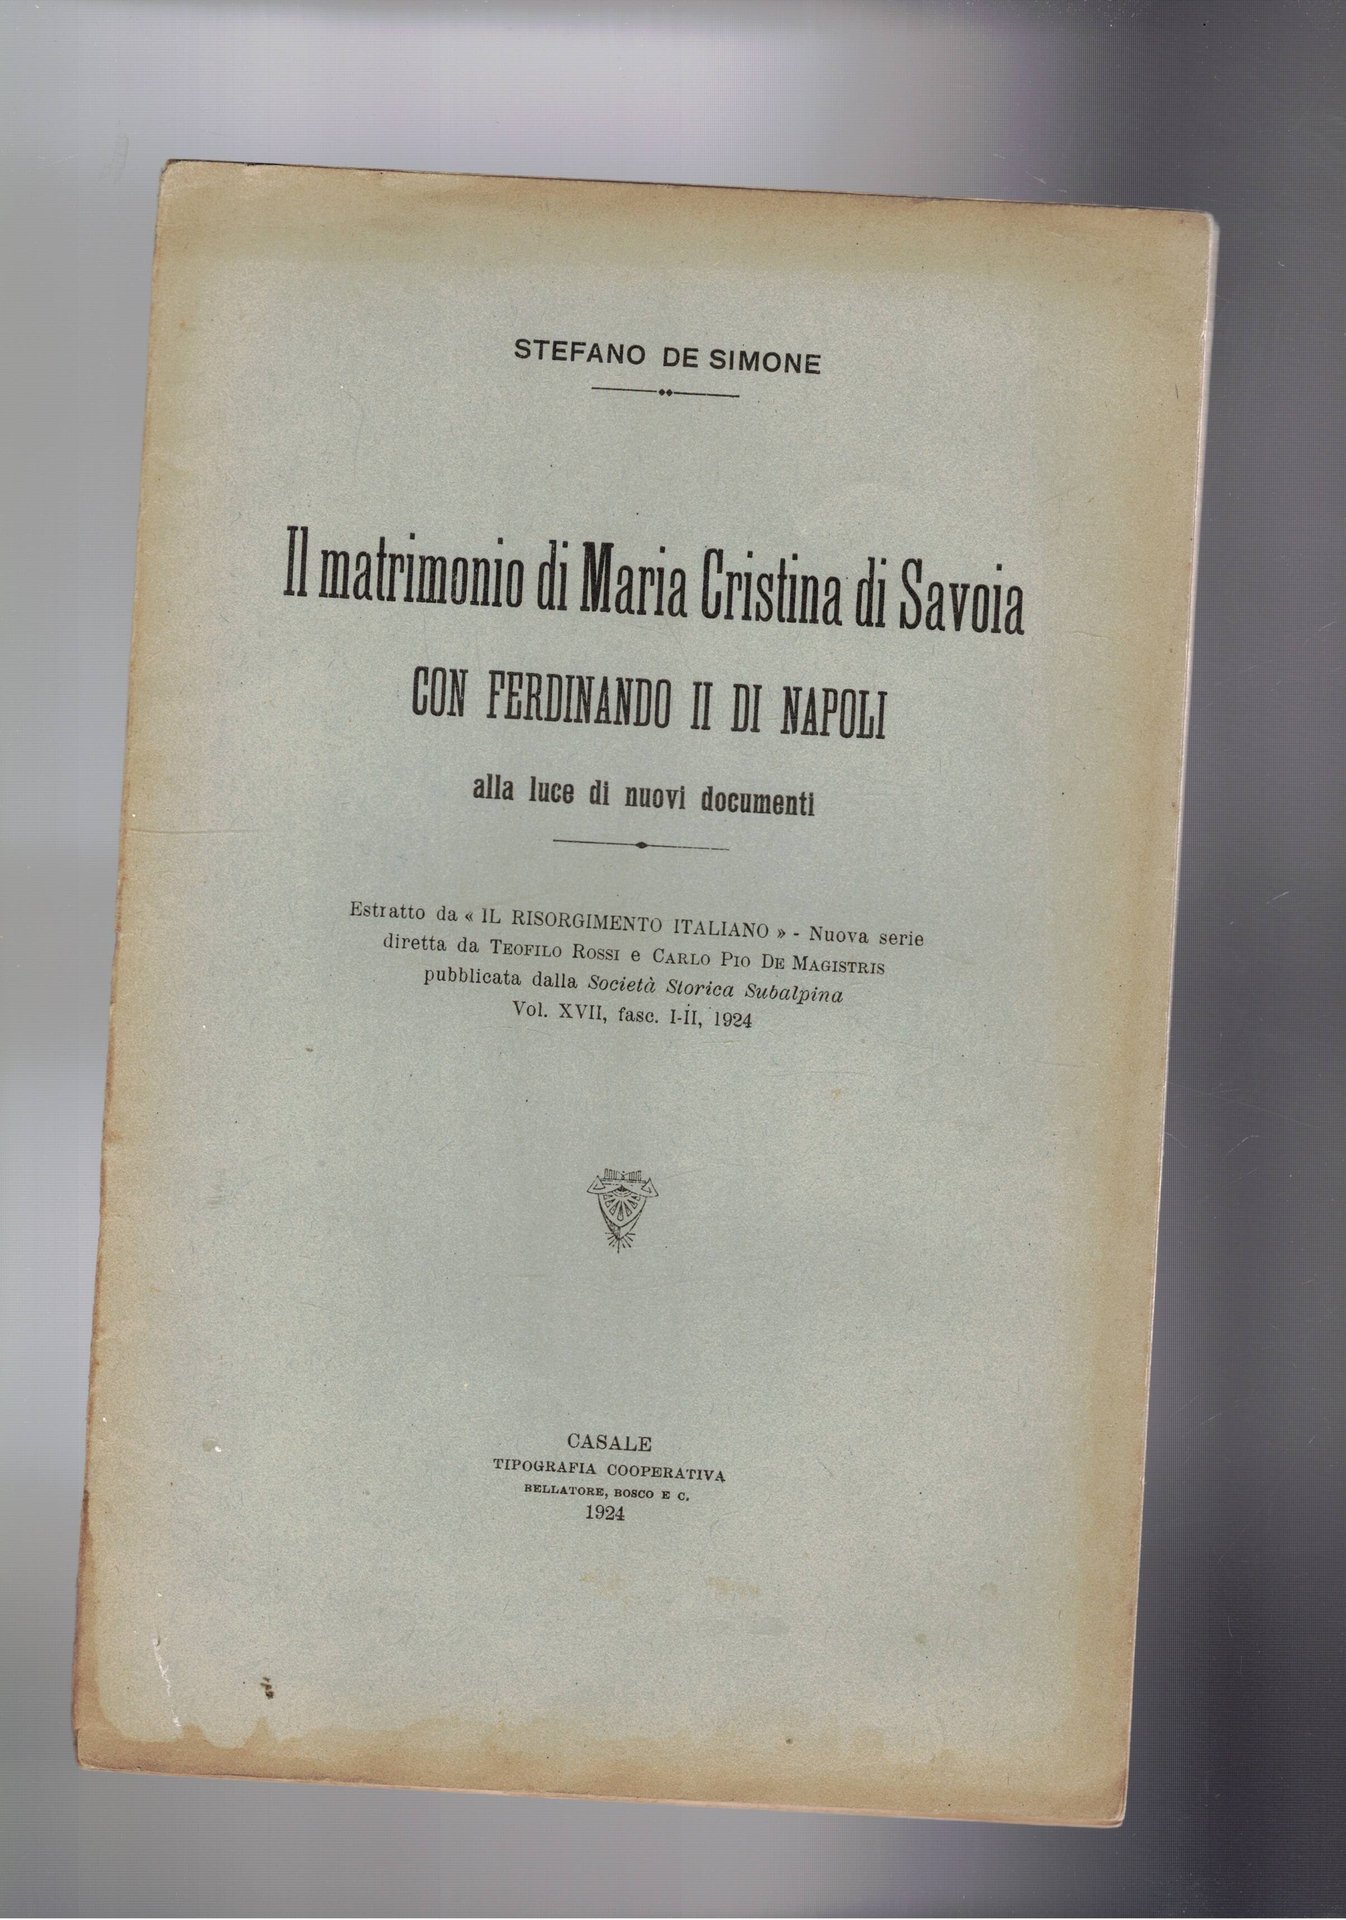 STEFANO DE SIMONE
Il matrimonio di Maria Cristina di Savoia
CON FERDINANDO II DI NAPOLI
alla luce di nuovi documenti
Estratto da « IL RISORGIMENTO ITALIANO » - Nuova serie
diretta da TEOFILO ROSSI e CARLO PIO DE MAGISTRIS
pubblicata dalla Società Storica Subalpina
Vol. XVII, fasc. I-II, 1924
CASALE
TIPOGRAFIA COOPERATIVA
BELLATORE, BOSCO E C.
1924